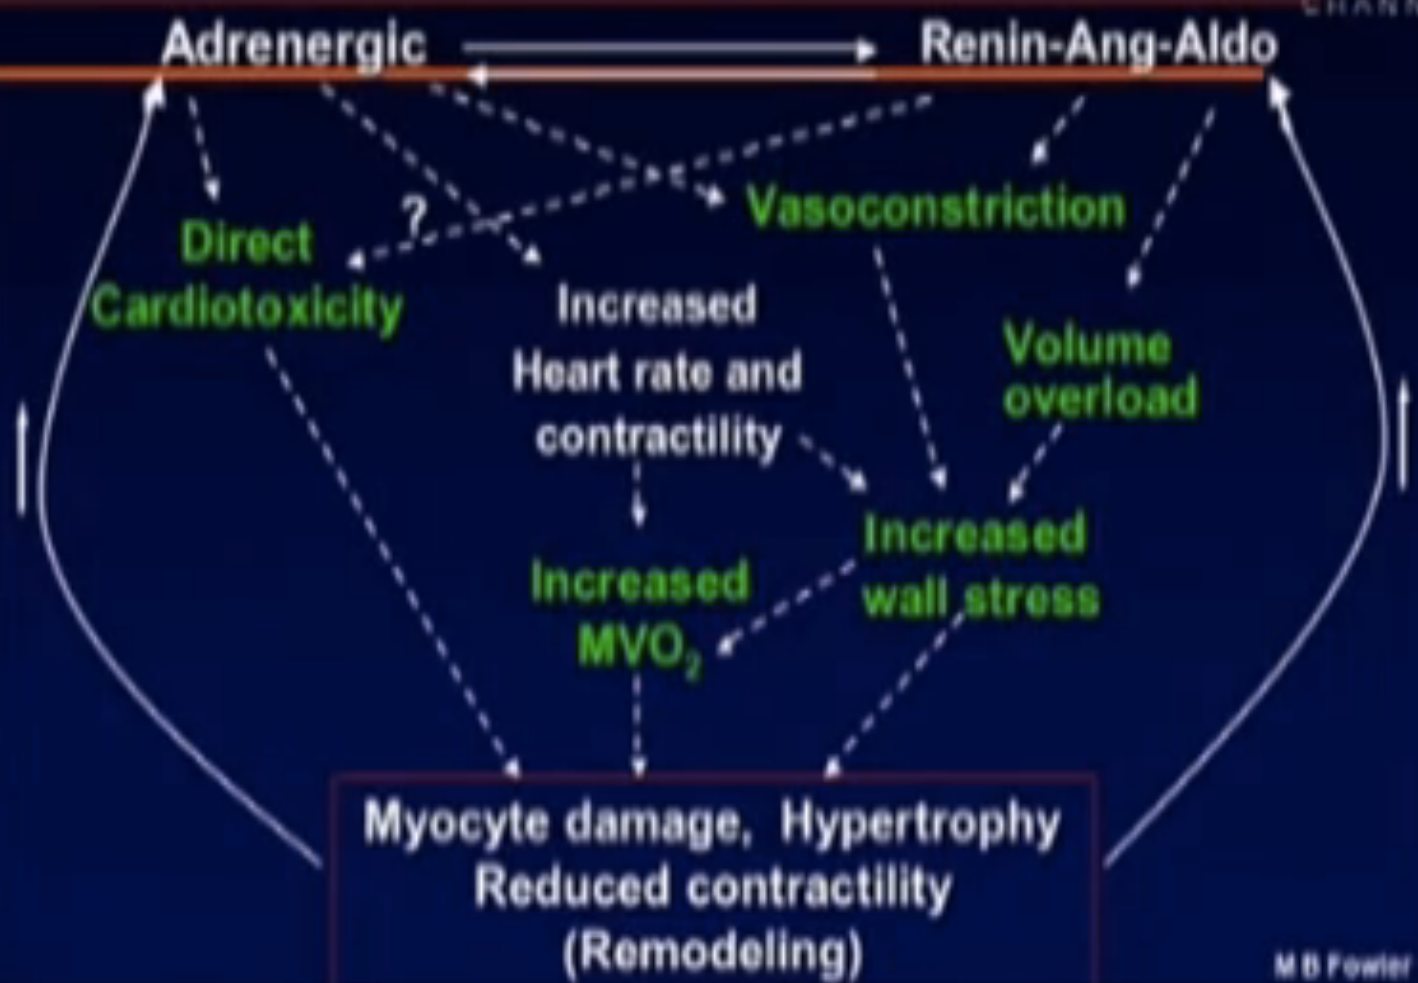 Adrenergic
Renin-Ang-Aldo
Vasoconstriction
?
Direct
Cardiotoxicity
Increased
Heart rate and
contractility
Volume
overload
Increased
wall stress
Increased
MVO₂
Myocyte damage, Hypertrophy
Reduced contractility
(Remodeling)
M B Fowler